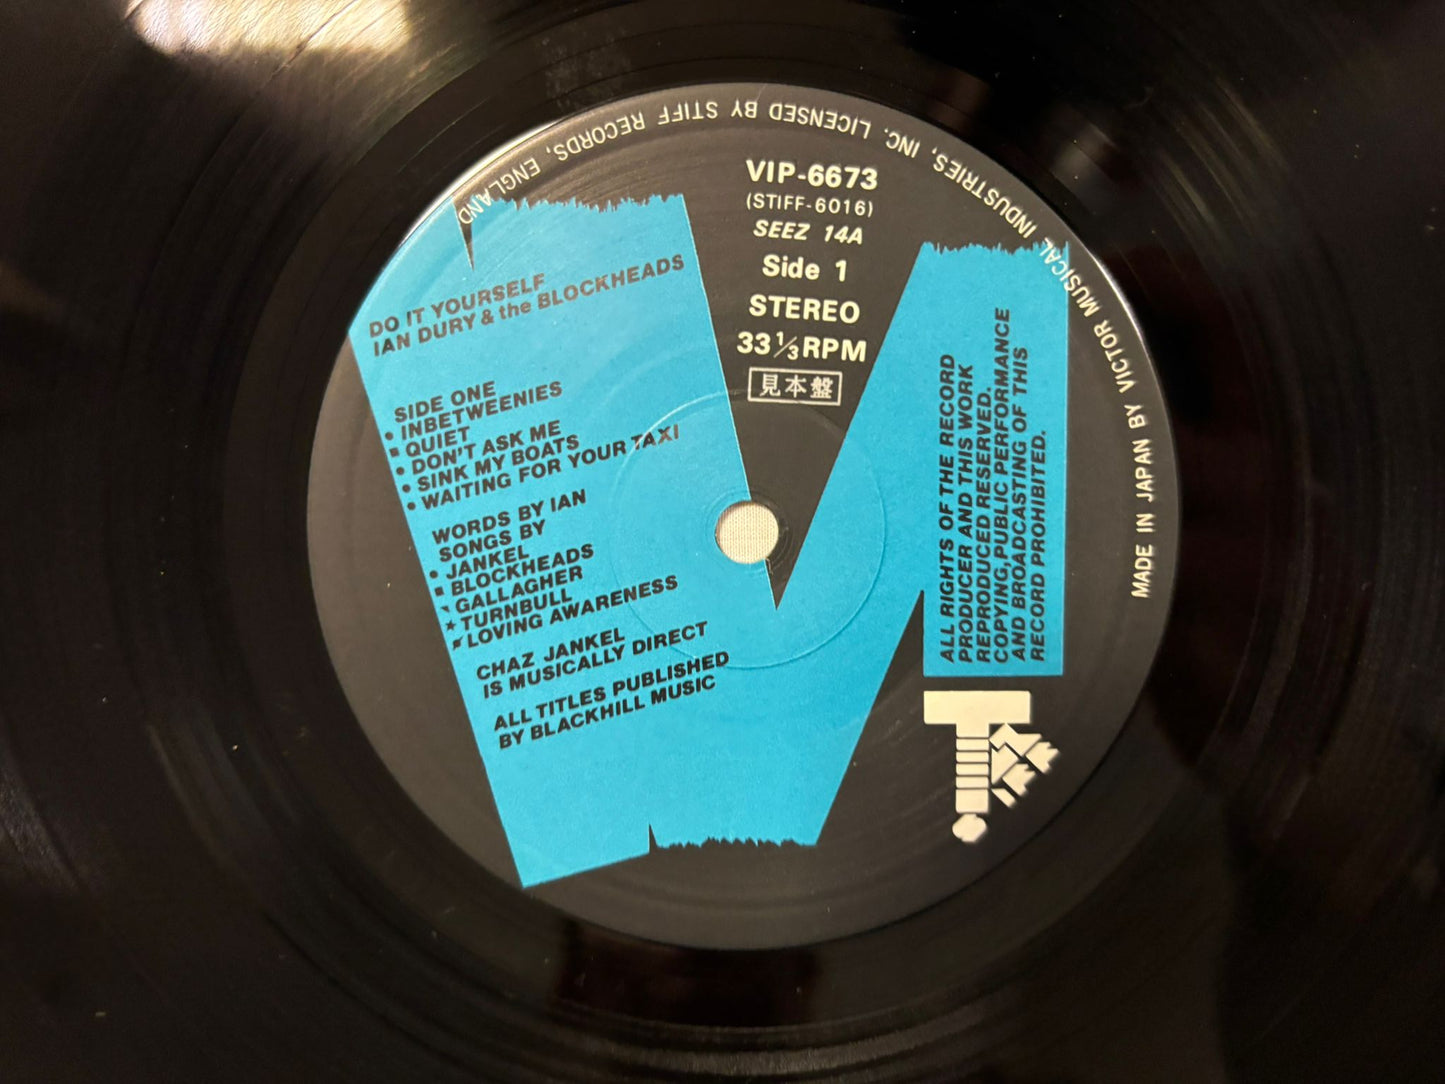 LICENSED BY STIFF RECORDS, ENGLAND
MADE IN JAPAN BY VICTOR MUSICAL INDUSTRIES, INC.
VIP-6673
(STIFF-6016)
SEEZ 14A
Side 1
STEREO
33 1/3 RPM
見本盤
DO IT YOURSELF
IAN DURY & the BLOCKHEADS
SIDE ONE
• INBETWEENIES
■ QUIET
• DON'T ASK ME
• SINK MY BOATS
• WAITING FOR YOUR TAXI
WORDS BY IAN
SONGS BY
• JANKEL
■ BLOCKHEADS
GALLAGHER
★ TURNBULL
LOVING AWARENESS
CHAZ JANKEL
IS MUSICALLY DIRECT
ALL TITLES PUBLISHED
BY BLACKHILL MUSIC
ALL RIGHTS OF THE RECORD
PRODUCER AND THIS WORK
REPRODUCED RESERVED.
COPYING, PUBLIC PERFORMANCE
AND BROADCASTING OF THIS
RECORD PROHIBITED.